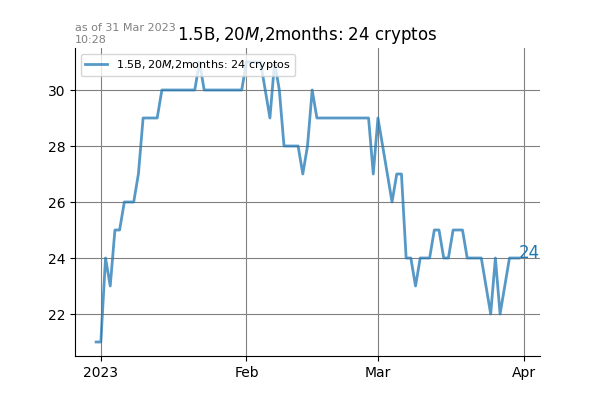 as of 31 Mar 2023
10:28
1.5B, 20M,2months: 24 cryptos
1.5B, 20M,2months: 24 cryptos
30
28
26
24
22
24
2023
Feb
Mar
Apr